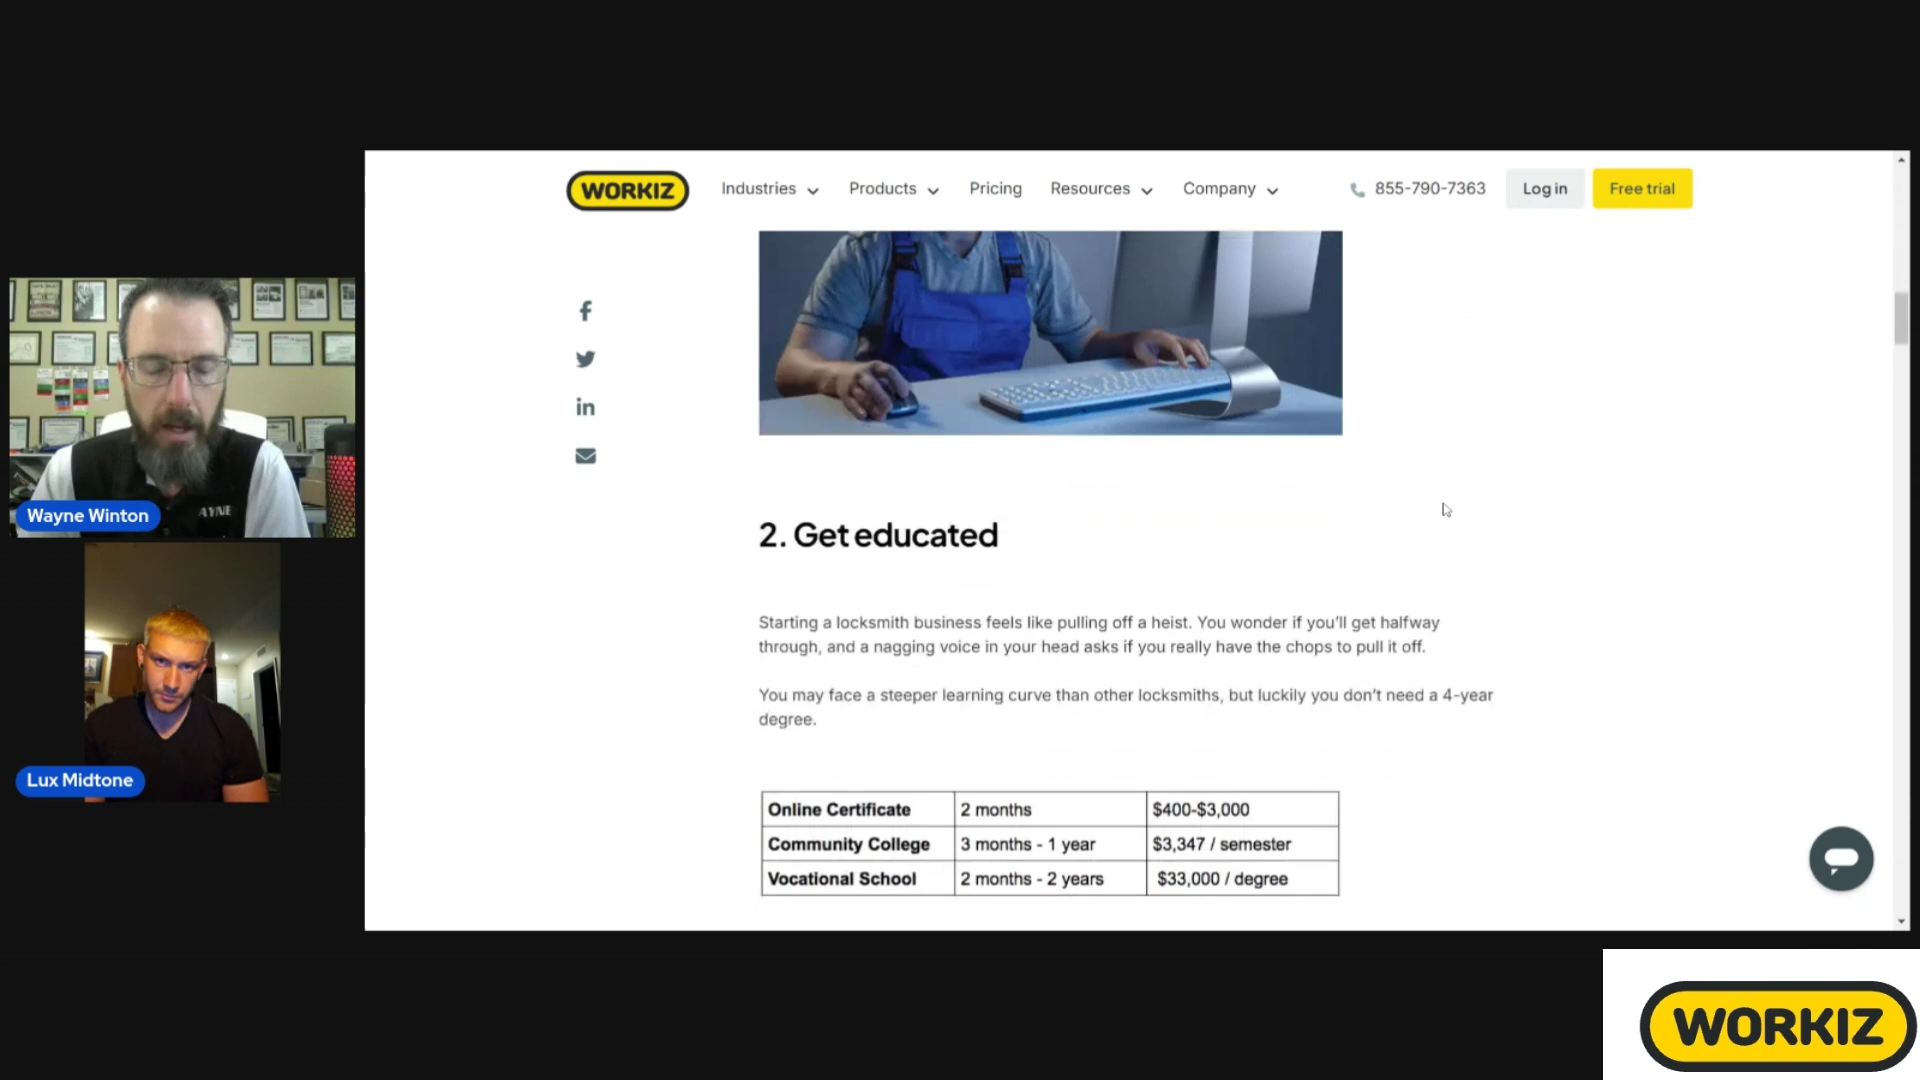 WORKIZ
Industries
Products
Pricing
Resources
Company
855-790-7363
Log in
Free trial
AYNE
Wayne Winton
Lux Midtone
2. Get educated
Starting a locksmith business feels like pulling off a heist. You wonder if you’ll get halfway
through, and a nagging voice in your head asks if you really have the chops to pull it off.
You may face a steeper learning curve than other locksmiths, but luckily you don’t need a 4-year
degree.
Online Certificate 2 months $400-$3,000
Community College 3 months - 1 year $3,347 / semester
Vocational School 2 months - 2 years $33,000 / degree
WORKIZ